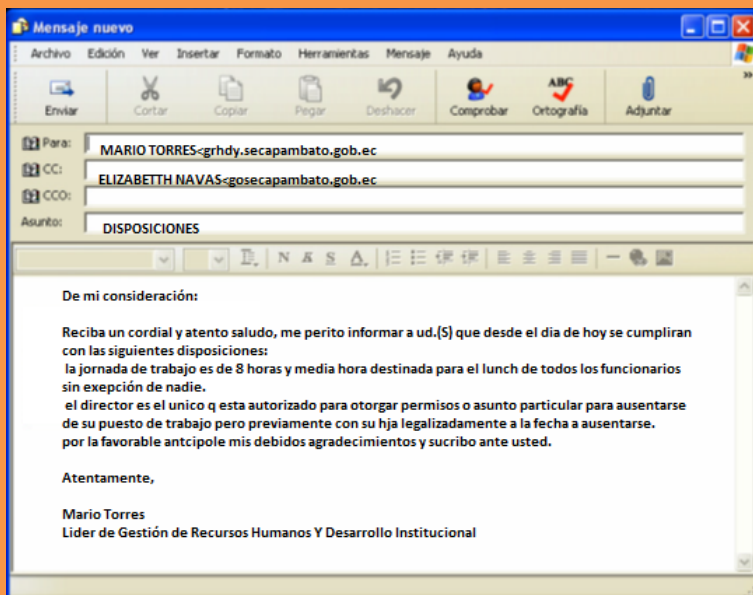 Mensaje nuevo
Archivo Edición Ver Insertar Formato Herramientas Mensaje Ayuda
Enviar Cortar Copiar Pegar Deshacer Comprobar ABC Ortografía Adjuntar
Para: MARIO TORRES<grhdy.secapambato.gob.ec
CC: ELIZABETTH NAVAS<gosecapambato.gob.ec
CCO:
Asunto: DISPOSICIONES
N K S A
De mi consideración:
Reciba un cordial y atento saludo, me perito informar a ud.(S) que desde el dia de hoy se cumpliran
con las siguientes disposiciones:
la jornada de trabajo es de 8 horas y media hora destinada para el lunch de todos los funcionarios
sin exepción de nadie.
el director es el unico q esta autorizado para otorgar permisos o asunto particular para ausentarse
de su puesto de trabajo pero previamente con su hja legalizadamente a la fecha a ausentarse.
por la favorable antcipole mis debidos agradecimientos y sucribo ante usted.
Atentamente,
Mario Torres
Lider de Gestión de Recursos Humanos Y Desarrollo Institucional